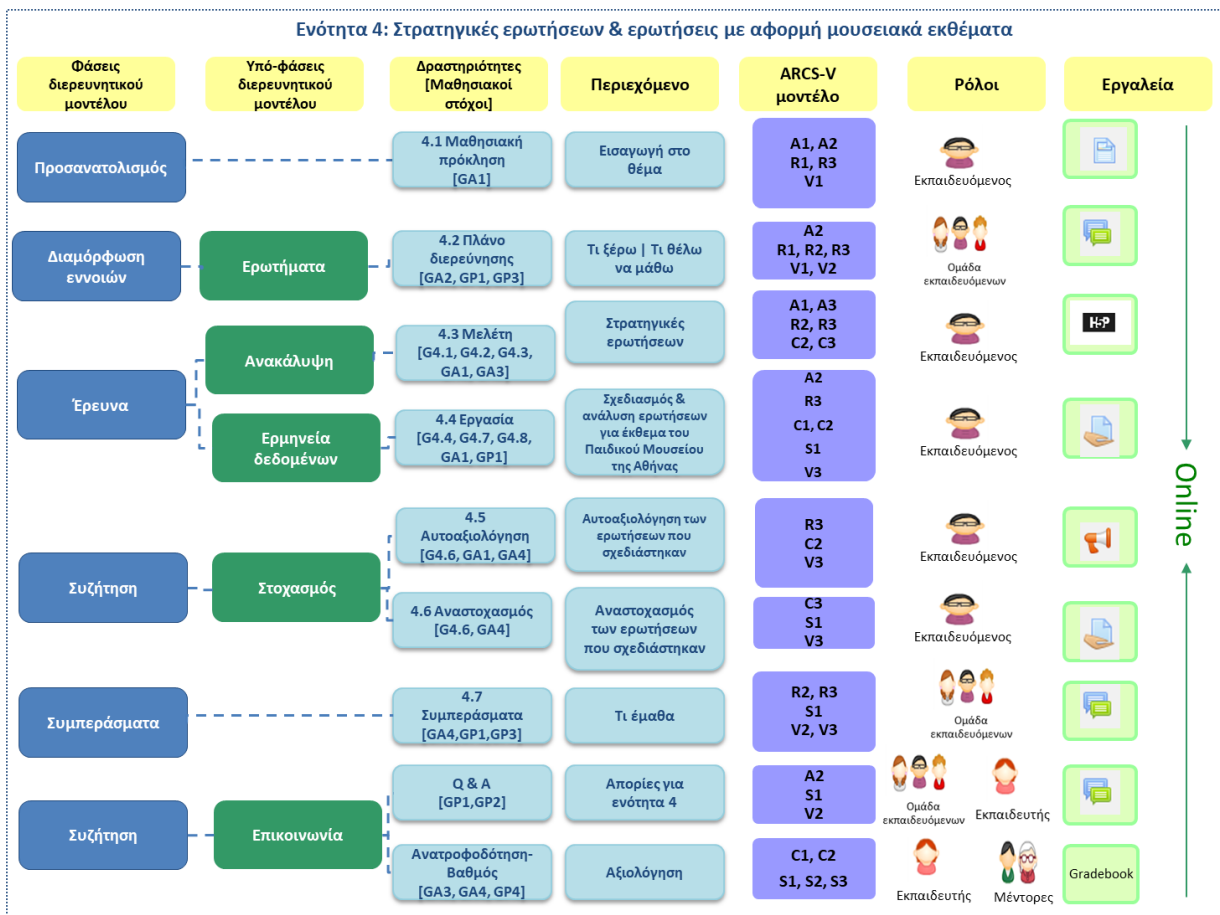 Ενότητα 4: Στρατηγικές ερωτήσεων & ερωτήσεις με αφορμή μουσειακά εκθέματα
Φάσεις
διερευνητικού
μοντέλου
Υπό-φάσεις
διερευνητικού
μοντέλου
Δραστηριότητες
[Μαθησιακοί
στόχοι]
Περιεχόμενο
ARCS-V
μοντέλο
Ρόλοι
Εργαλεία
Προσανατολισμός
4.1 Μαθησιακή
πρόκληση
[GA1]
Εισαγωγή στο
θέμα
A1, A2
R1, R3
V1
Εκπαιδευόμενος
Διαμόρφωση
εννοιών
Ερωτήματα
4.2 Πλάνο
διερεύνησης
[GA2, GP1, GP3]
Τι ξέρω | Τι θέλω
να μάθω
A2
R1, R2, R3
V1, V2
Ομάδα
εκπαιδευόμενων
Έρευνα
Ανακάλυψη
4.3 Μελέτη
[G4.1, G4.2, G4.3,
GA1, GA3]
Στρατηγικές
ερωτήσεων
A1, A3
R2, R3
C2, C3
Εκπαιδευόμενος
H-P
Ερμηνεία
δεδομένων
4.4 Εργασία
[G4.4, G4.7, G4.8,
GA1, GP1]
Σχεδιασμός &
ανάλυση ερωτήσεων
για έκθεμα του
Παιδικού Μουσείου
της Αθήνας
A2
R3
C1, C2
S1
V3
Εκπαιδευόμενος
Online
Συζήτηση
Στοχασμός
4.5
Αυτοαξιολόγηση
[G4.6, GA1, GA4]
Αυτοαξιολόγηση των
ερωτήσεων που
σχεδιάστηκαν
R3
C2
V3
Εκπαιδευόμενος
4.6 Αναστοχασμός
[G4.6, GA4]
Αναστοχασμός
των ερωτήσεων
που σχεδιάστηκαν
C3
S1
V3
Εκπαιδευόμενος
Συμπεράσματα
4.7
Συμπεράσματα
[GA4,GP1,GP3]
Τι έμαθα
R2, R3
S1
V2, V3
Ομάδα
εκπαιδευόμενων
Συζήτηση
Επικοινωνία
Q & A
[GP1,GP2]
Απορίες για
ενότητα 4
A2
S1
V2
Ομάδα
εκπαιδευόμενων
Εκπαιδευτής
Ανατροφοδότηση-
Βαθμός
[GA3, GA4, GP4]
Αξιολόγηση
C1, C2
S1, S2, S3
Εκπαιδευτής
Μέντορες
Gradebook